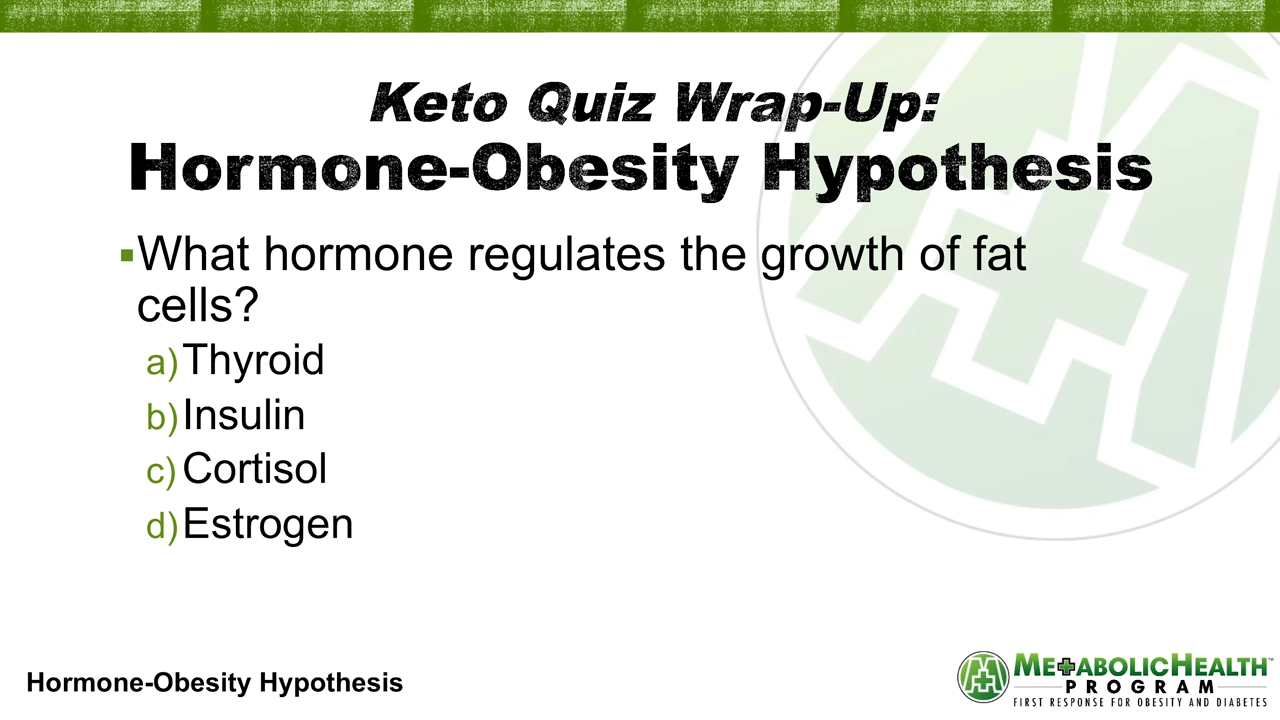 Keto Quiz Wrap-Up:
Hormone-Obesity Hypothesis
▪What hormone regulates the growth of fat
cells?
a) Thyroid
b) Insulin
c) Cortisol
d) Estrogen
Hormone-Obesity Hypothesis
METABOLICHEALTH™
PROGRAM
FIRST RESPONSE FOR OBESITY AND DIABETES